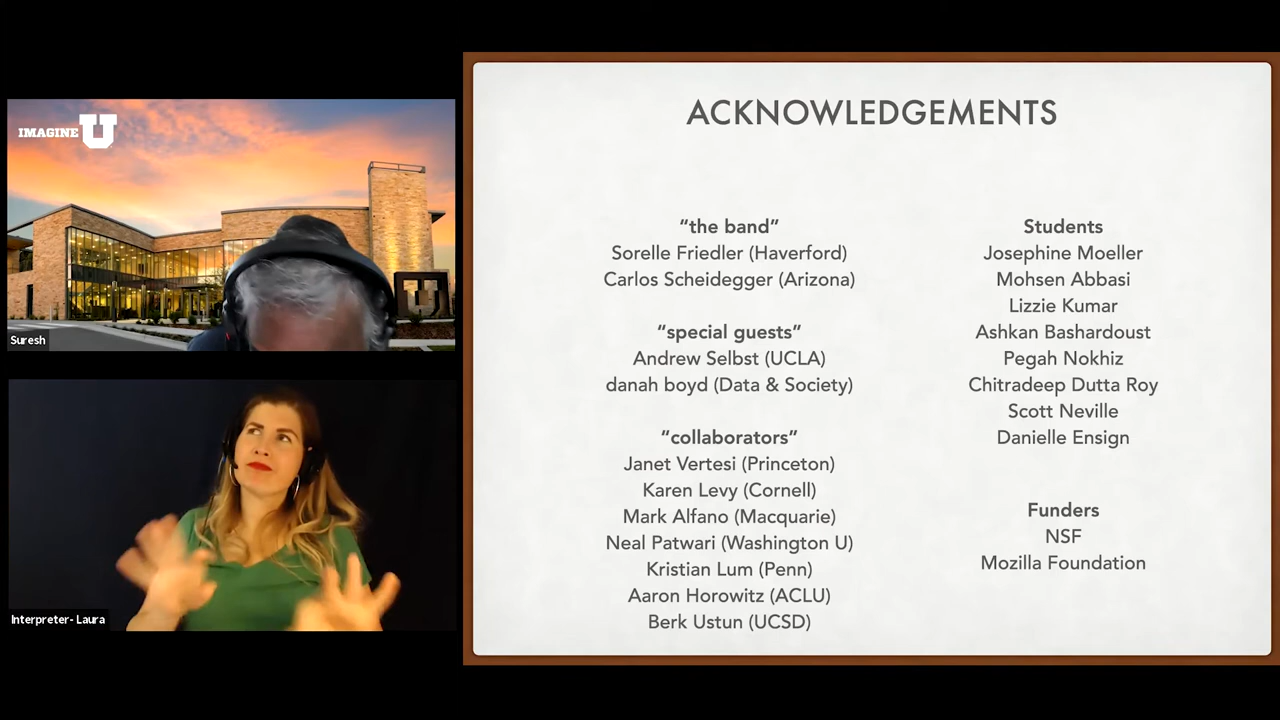 IMAGINE U
Suresh
Interpreter- Laura
ACKNOWLEDGEMENTS
“the band”
Sorelle Friedler (Haverford)
Carlos Scheidegger (Arizona)
“special guests”
Andrew Selbst (UCLA)
danah boyd (Data & Society)
“collaborators”
Janet Vertesi (Princeton)
Karen Levy (Cornell)
Mark Alfano (Macquarie)
Neal Patwari (Washington U)
Kristian Lum (Penn)
Aaron Horowitz (ACLU)
Berk Ustun (UCSD)
Students
Josephine Moeller
Mohsen Abbasi
Lizzie Kumar
Ashkan Bashardoust
Pegah Nokhiz
Chitradeep Dutta Roy
Scott Neville
Danielle Ensign
Funders
NSF
Mozilla Foundation